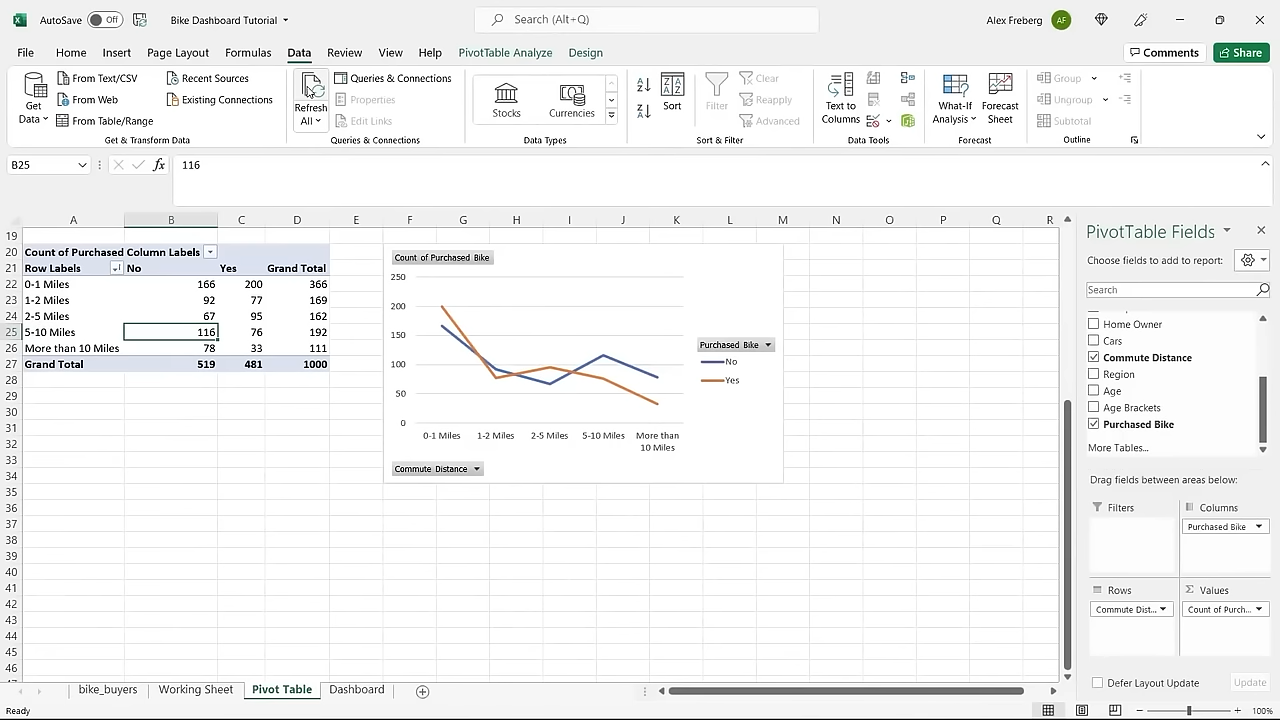 AutoSave Off Bike Dashboard Tutorial Search (Alt+Q) Alex Freberg AF
File Home Insert Page Layout Formulas Data Review View Help PivotTable Analyze Design Comments Share
Get Data
From Text/CSV
From Web
From Table/Range
Recent Sources
Existing Connections
Get & Transform Data
Refresh All
Queries & Connections
Properties
Edit Links
Queries & Connections
Stocks Currencies
Data Types
Sort
Filter
Clear
Reapply
Advanced
Sort & Filter
Text to Columns
Data Tools
What-If Analysis
Forecast Sheet
Forecast
Group
Ungroup
Subtotal
Outline
B25 fx 116
A B C D E F G H I J K L M N O P Q R
19
20 Count of Purchased Column Labels
21 Row Labels No Yes Grand Total
22 0-1 Miles 166 200 366
23 1-2 Miles 92 77 169
24 2-5 Miles 67 95 162
25 5-10 Miles 116 76 192
26 More than 10 Miles 78 33 111
27 Grand Total 519 481 1000
28
29
30
31
32
33
34
35
36
37
38
39
40
41
42
43
44
45
46
Count of Purchased Bike
250
200
150
100
50
0
0-1 Miles 1-2 Miles 2-5 Miles 5-10 Miles More than
10 Miles
Purchased Bike
No
Yes
Commute Distance
PivotTable Fields
Choose fields to add to report:
Search
Home Owner
Cars
Commute Distance
Region
Age
Age Brackets
Purchased Bike
More Tables...
Drag fields between areas below:
Filters Columns
Purchased Bike
Rows Σ Values
Commute Dist... Count of Purch...
Defer Layout Update Update
bike_buyers Working Sheet Pivot Table Dashboard
Ready 100%